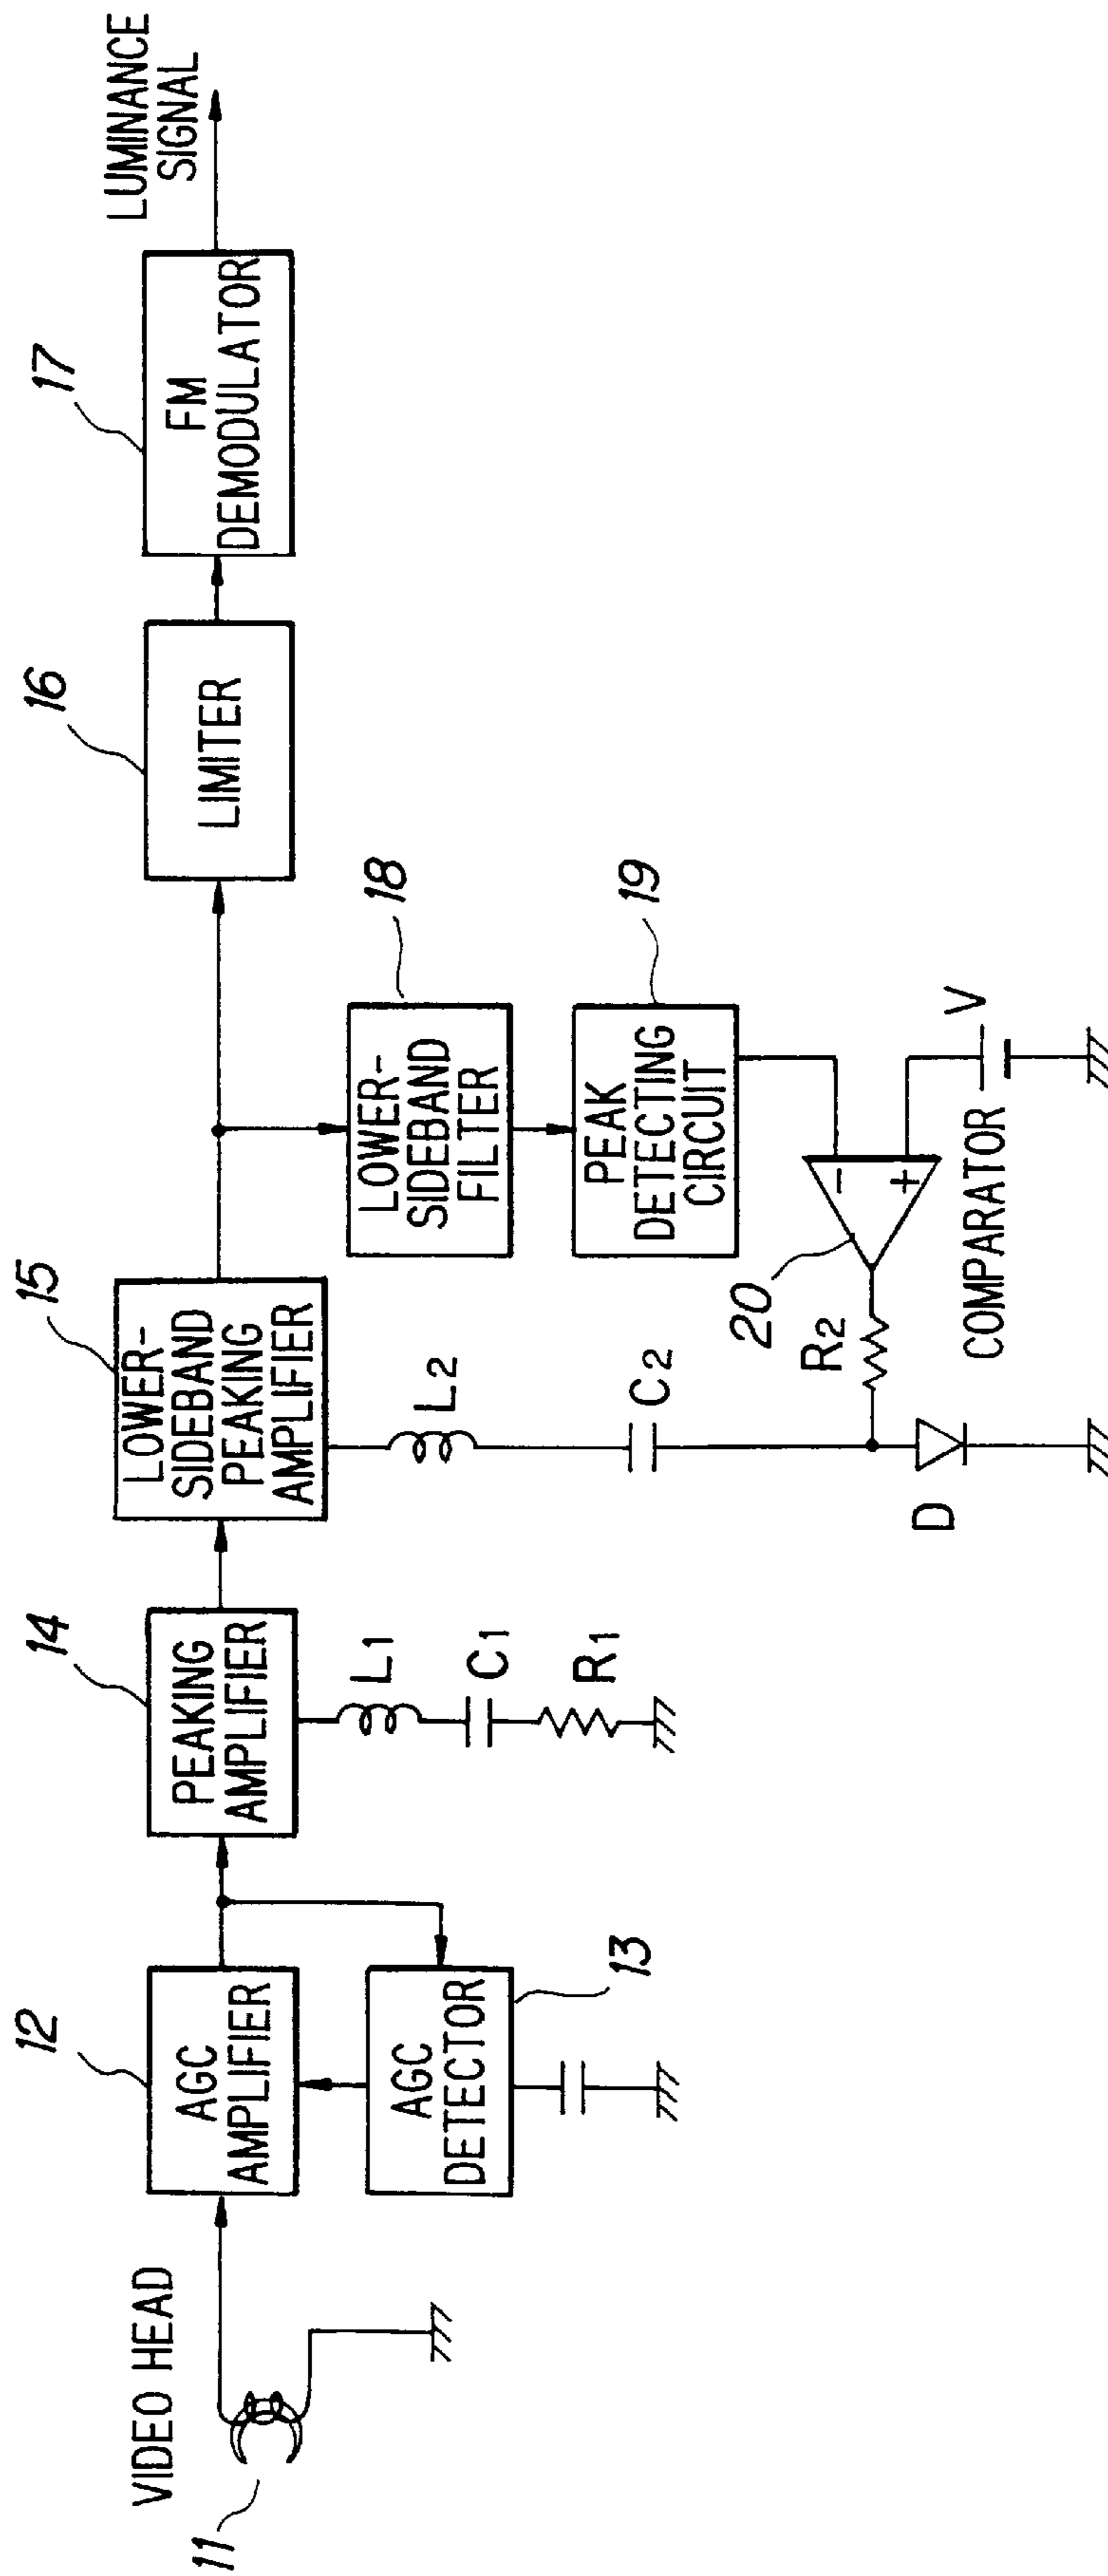 VIDEO HEAD
11
12
AGC
AMPLIFIER
AGC
DETECTOR
13
14
PEAKING
AMPLIFIER
L1
C1
R1
15
LOWER-
SIDEBAND
PEAKING
AMPLIFIER
L2
C2
D
R2
20
-
+
COMPARATOR
V
LOWER-
SIDEBAND
FILTER
18
PEAK
DETECTING
CIRCUIT
19
16
LIMITER
17
FM
DEMODULATOR
LUMINANCE
SIGNAL